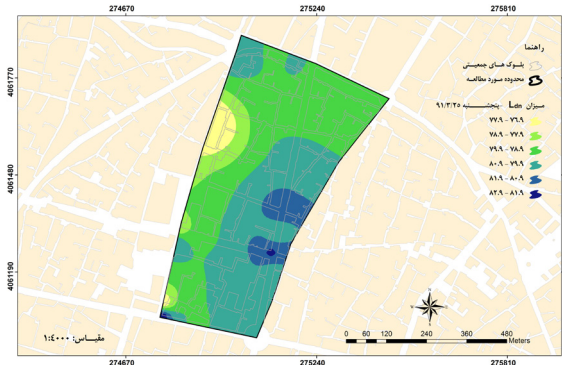 274670 275240 275810
راهنما
بلوک های جمعیتی
محدوده مورد مطالعه
میزان Ldn پنجشنبه ۹۱/۳/۲۵
۷۷.۹ - ۷۶.۹
۷۸.۹ - ۷۷.۹
۷۹.۹ - ۷۸.۹
۸۰.۹ - ۷۹.۹
۸۱.۹ - ۸۰.۹
۸۲.۹ - ۸۱.۹
4061770
4061480
4061190
مقیاس: ۱:٤۰۰۰
N
0 60 120 240 360 480
Meters
274670 275240 275810